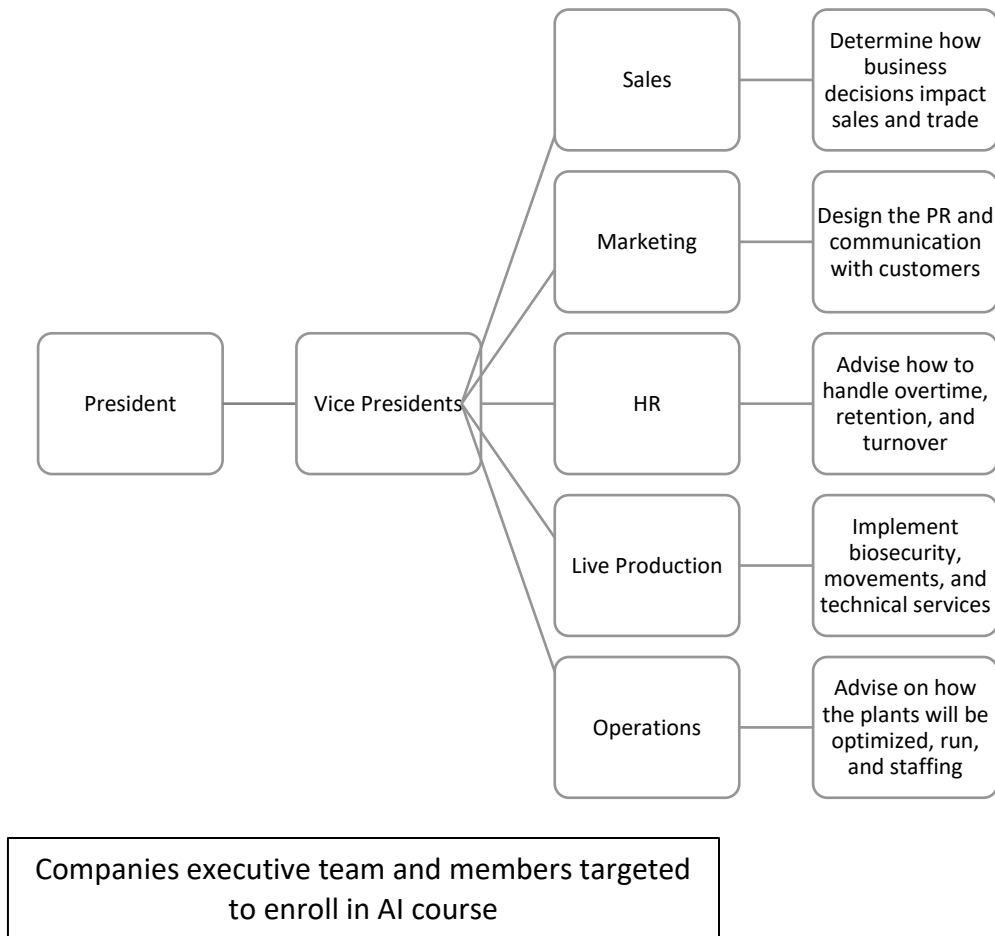 Sales
Determine how
business
decisions impact
sales and trade
Marketing
Design the PR and
communication
with customers
President
Vice Presidents
HR
Advise how to
handle overtime,
retention, and
turnover
Live Production
Implement
biosecurity,
movements, and
technical services
Operations
Advise on how
the plants will be
optimized, run,
and staffing
Companies executive team and members targeted
to enroll in AI course